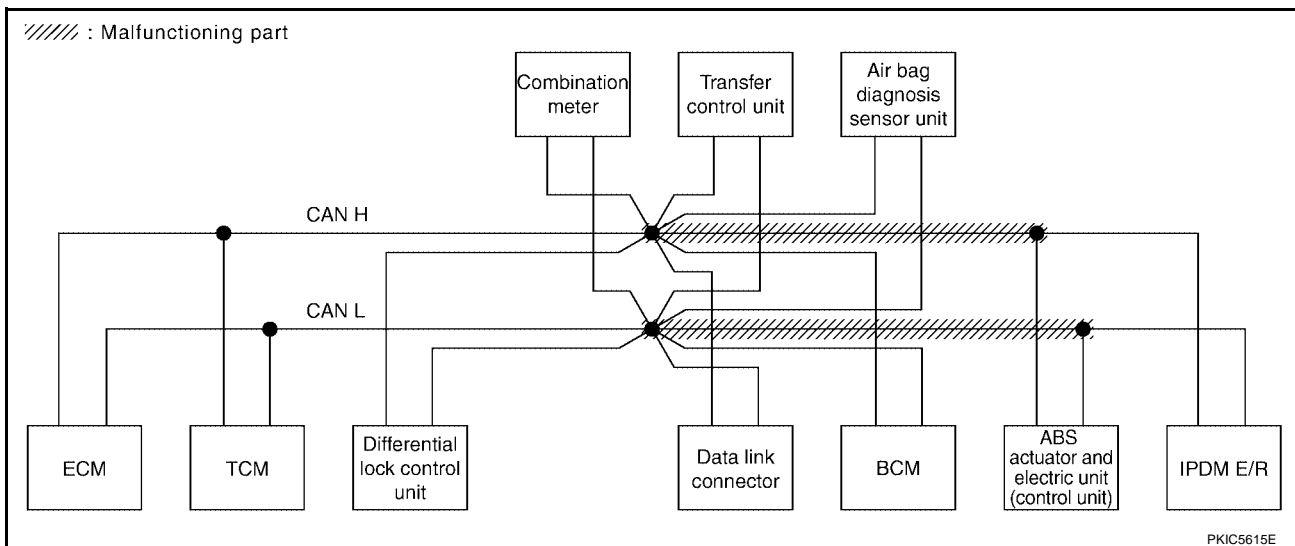 : Malfunctioning part
Combination
meter
Transfer
control unit
Air bag
diagnosis
sensor unit
CAN H
CAN L
ECM
TCM
Differential
lock control
unit
Data link
connector
BCM
ABS
actuator and
electric unit
(control unit)
IPDM E/R
PKIC5615E